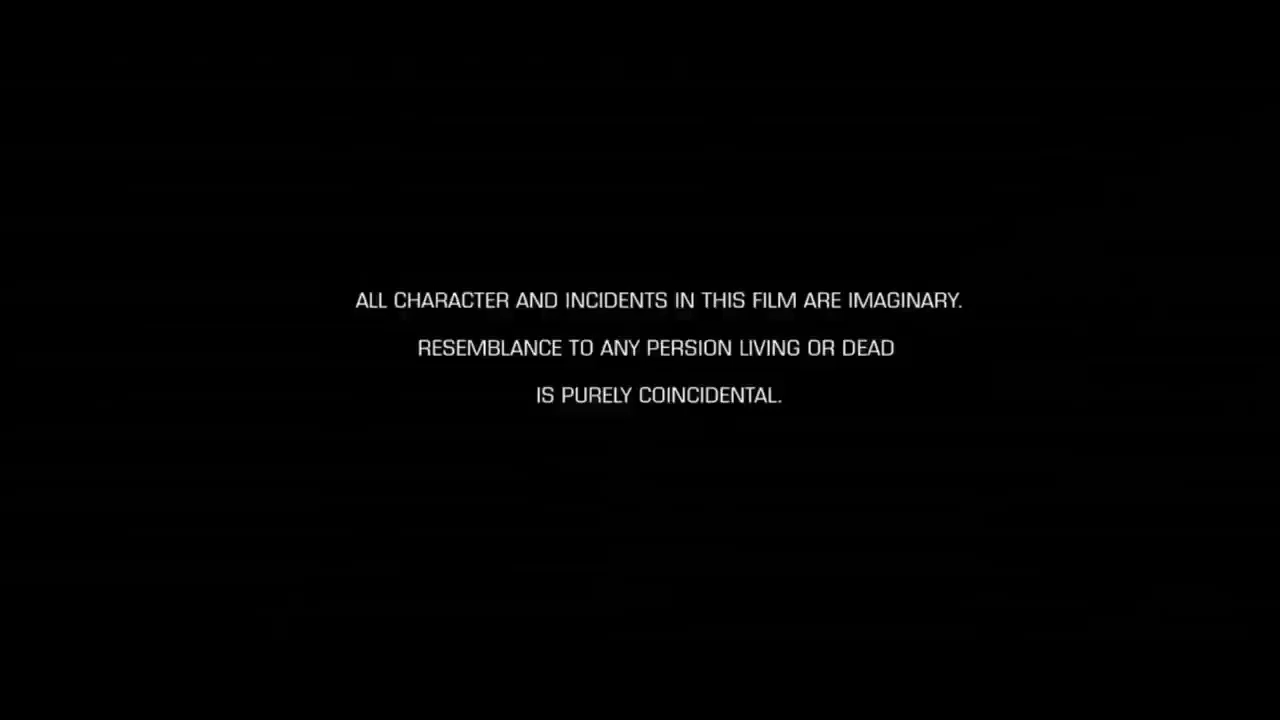 ALL CHARACTER AND INCIDENTS IN THIS FILM ARE IMAGINARY.
RESEMBLANCE TO ANY PERSION LIVING OR DEAD
IS PURELY COINCIDENTAL.